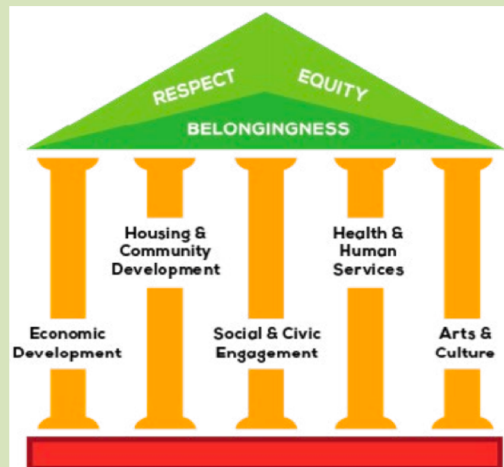 RESPECT
EQUITY
BELONGINGNESS
Housing &
Community
Development
Health &
Human
Services
Economic
Development
Social & Civic
Engagement
Arts &
Culture